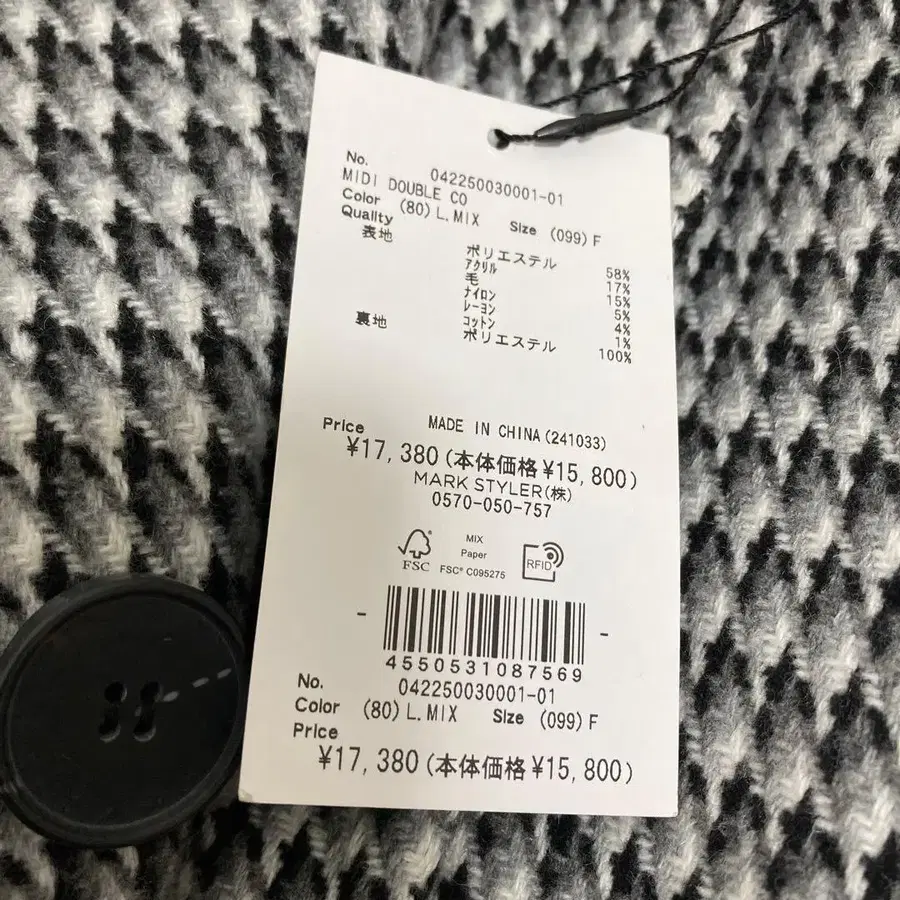 No. 042250030001-01
MIDI DOUBLE CO
Color (80) L. MIX Size (099) F
Quality
表地 ポリエステル 58%
アクリル 17%
毛 15%
ナイロン 5%
レーヨン 4%
コットン 1%
裏地 ポリエステル 100%
MADE IN CHINA (241033)
Price
¥17,380 (本体価格¥15,800)
MARK STYLER(株)
0570-050-757
FSC
MIX
Paper
FSC® C095275
RFID
4550531087569
No. 042250030001-01
Color (80) L. MIX Size (099) F
Price
¥17,380 (本体価格¥15,800)